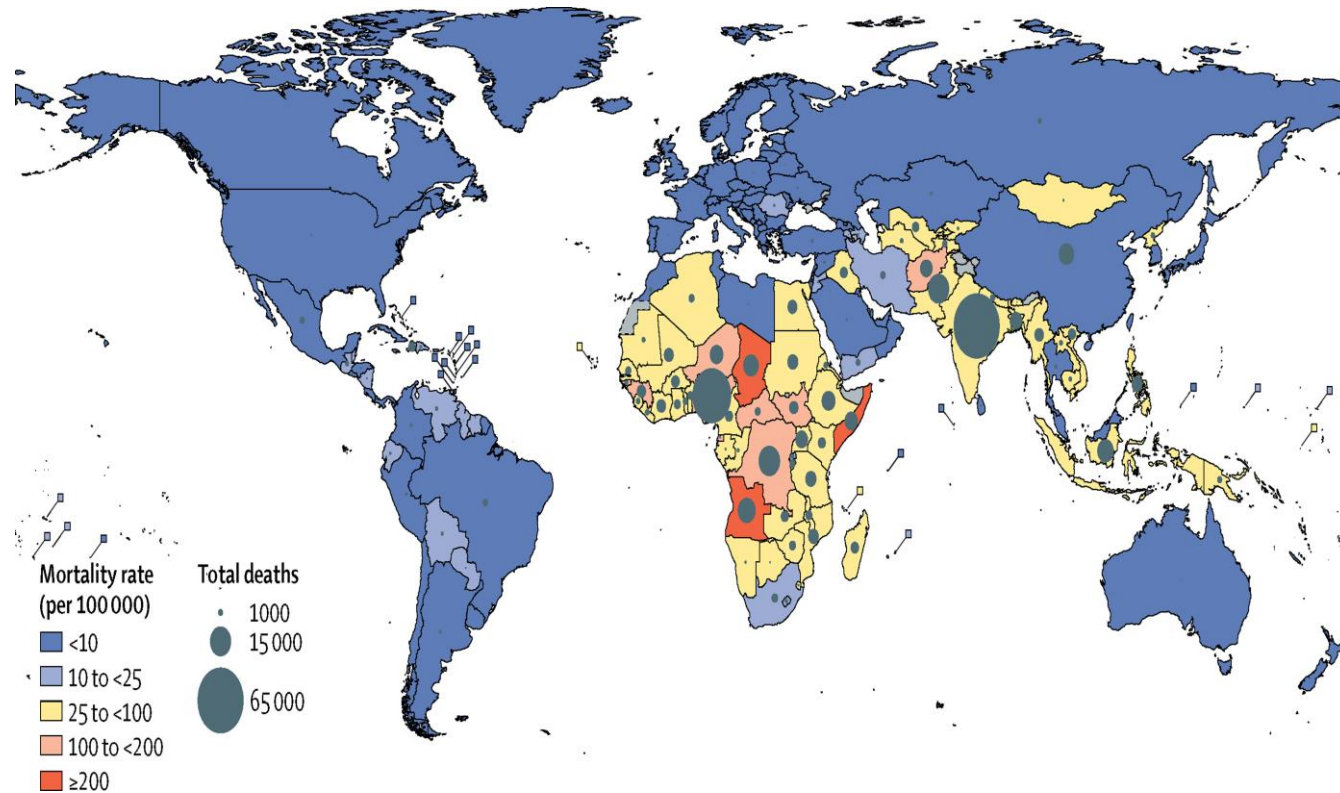 Mortality rate
(per 100 000)
<10
10 to <25
25 to <100
100 to <200
≥200
Total deaths
1000
15 000
65 000